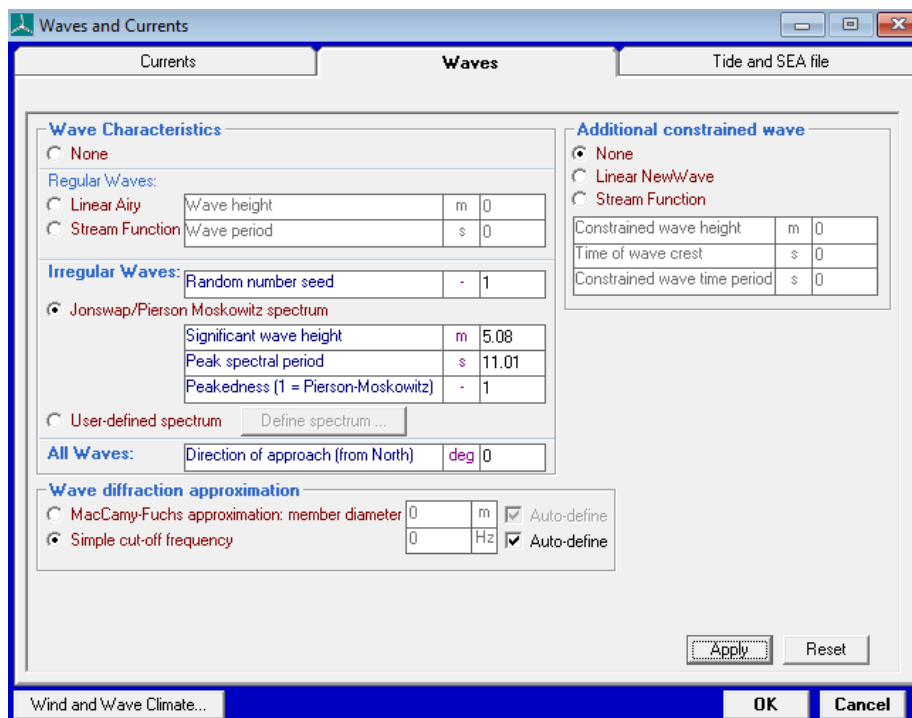 Waves and Currents
Currents
Waves
Tide and SEA file
Wave Characteristics
None
Regular Waves:
Linear Airy
Wave height m 0
Stream Function
Wave period s 0
Irregular Waves:
Random number seed - 1
Jonswap/Pierson Moskowitz spectrum
Significant wave height m 5.08
Peak spectral period s 11.01
Peakedness (1 = Pierson-Moskowitz) - 1
User-defined spectrum
Define spectrum ...
All Waves:
Direction of approach (from North) deg 0
Additional constrained wave
None
Linear NewWave
Stream Function
Constrained wave height m 0
Time of wave crest s 0
Constrained wave time period s 0
Wave diffraction approximation
MacCamy-Fuchs approximation: member diameter 0 m Auto-define
Simple cut-off frequency 0 Hz Auto-define
Apply
Reset
Wind and Wave Climate...
OK
Cancel